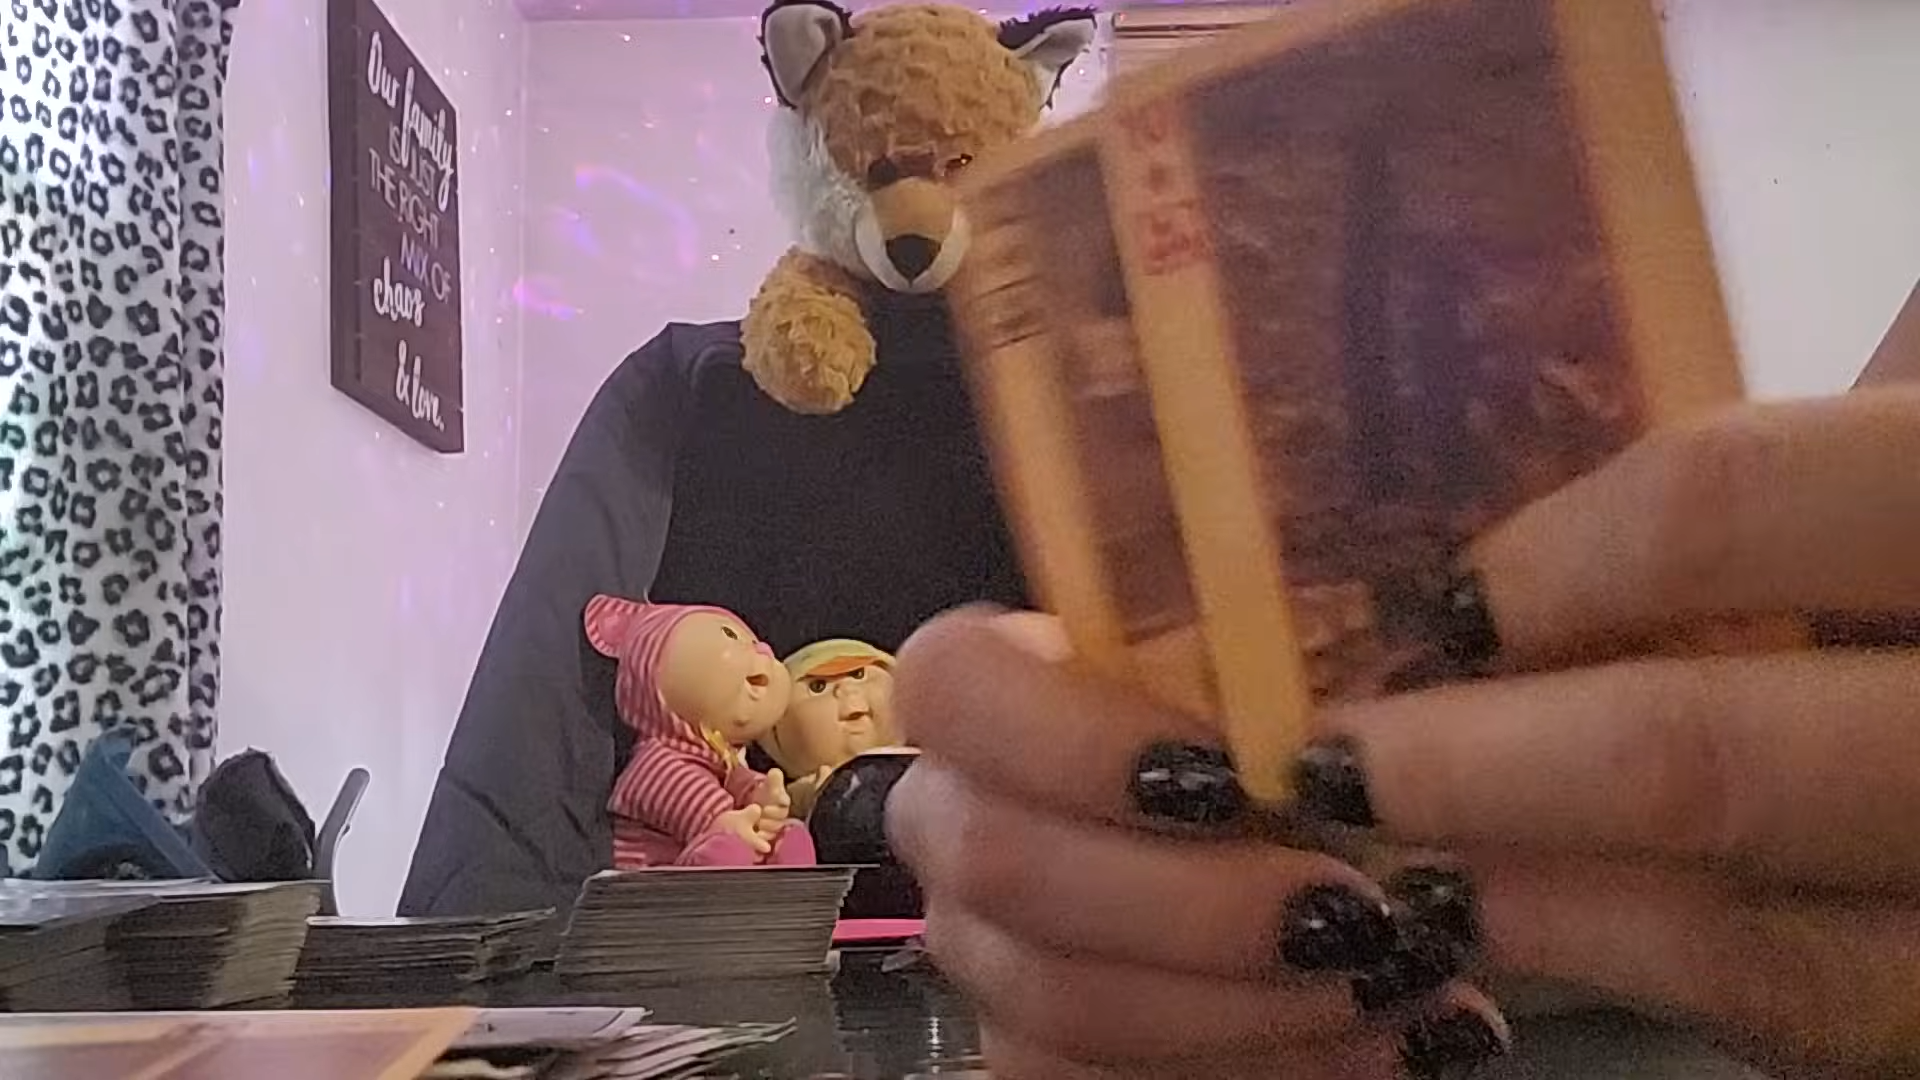 Our family
IS JUST
THE RIGHT
MIX OF
chaos
& love.